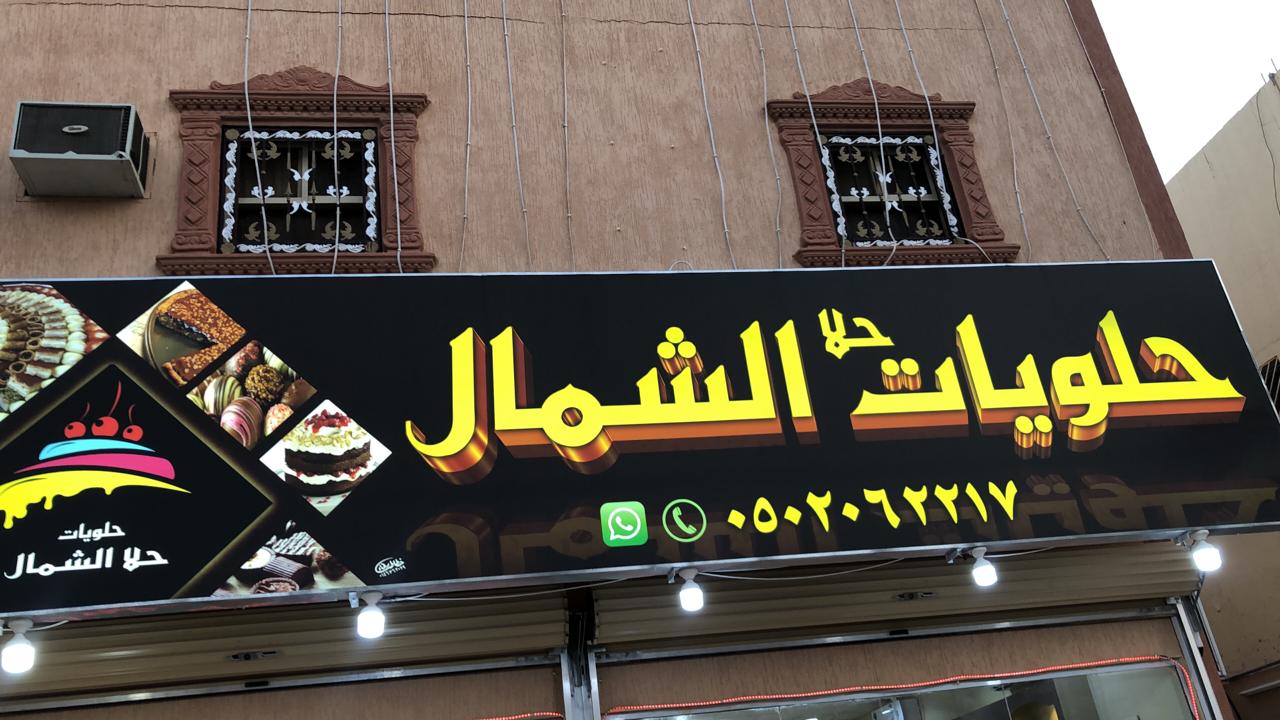 حلويات حلا الشمال
٠٥٠٢٠٦٢٢١٧
حلويات
حلا الشمال